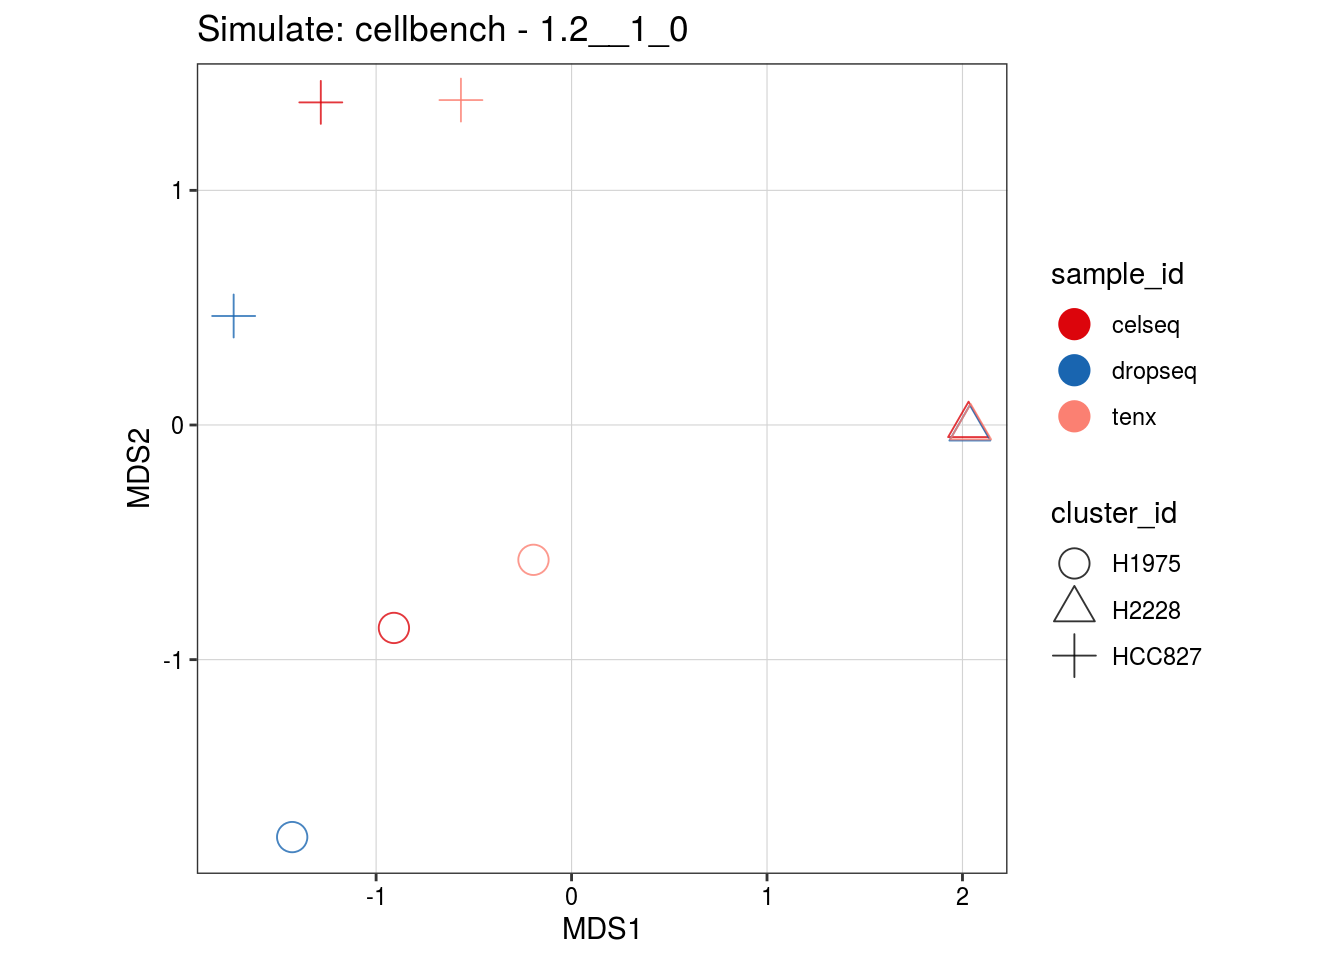 Simulate: cellbench - 1.2__1_0
1
0
-1
MDS2
-1
0
1
2
MDS1
sample_id
celseq
dropseq
tenx
cluster_id
H1975
H2228
HCC827